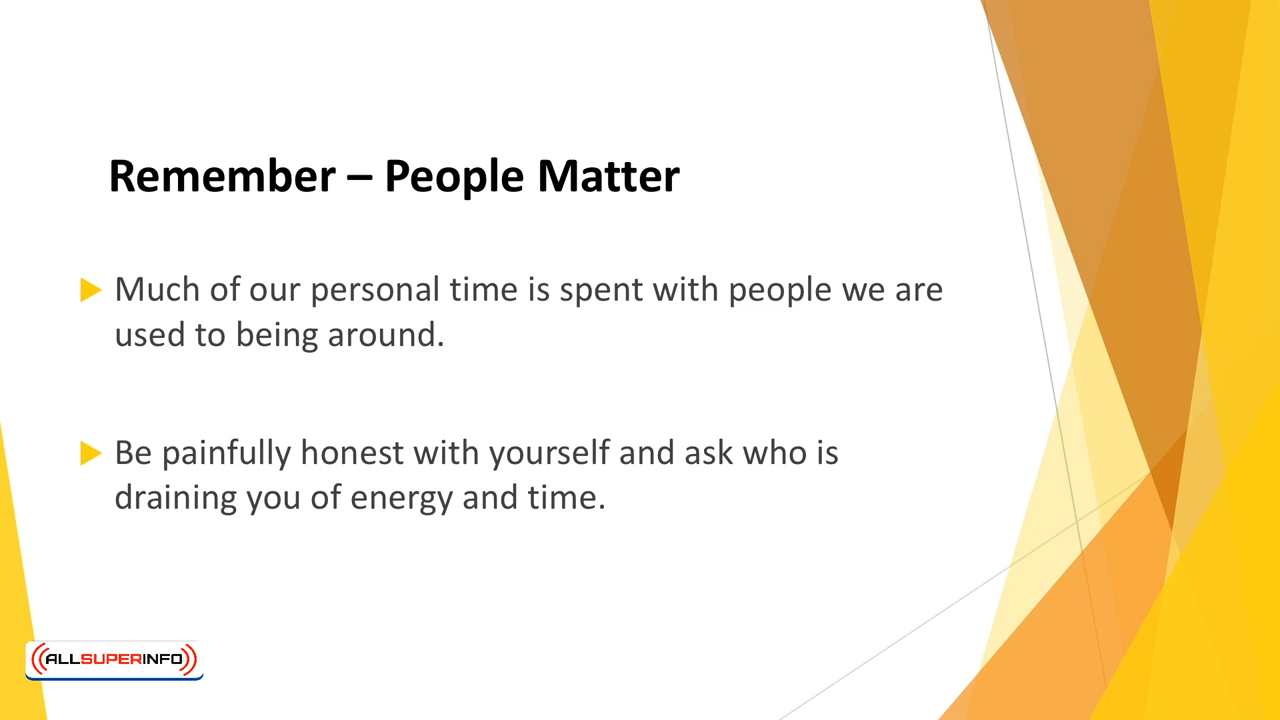 Remember – People Matter
Much of our personal time is spent with people we are
used to being around.
Be painfully honest with yourself and ask who is
draining you of energy and time.
ALLSUPERINFO